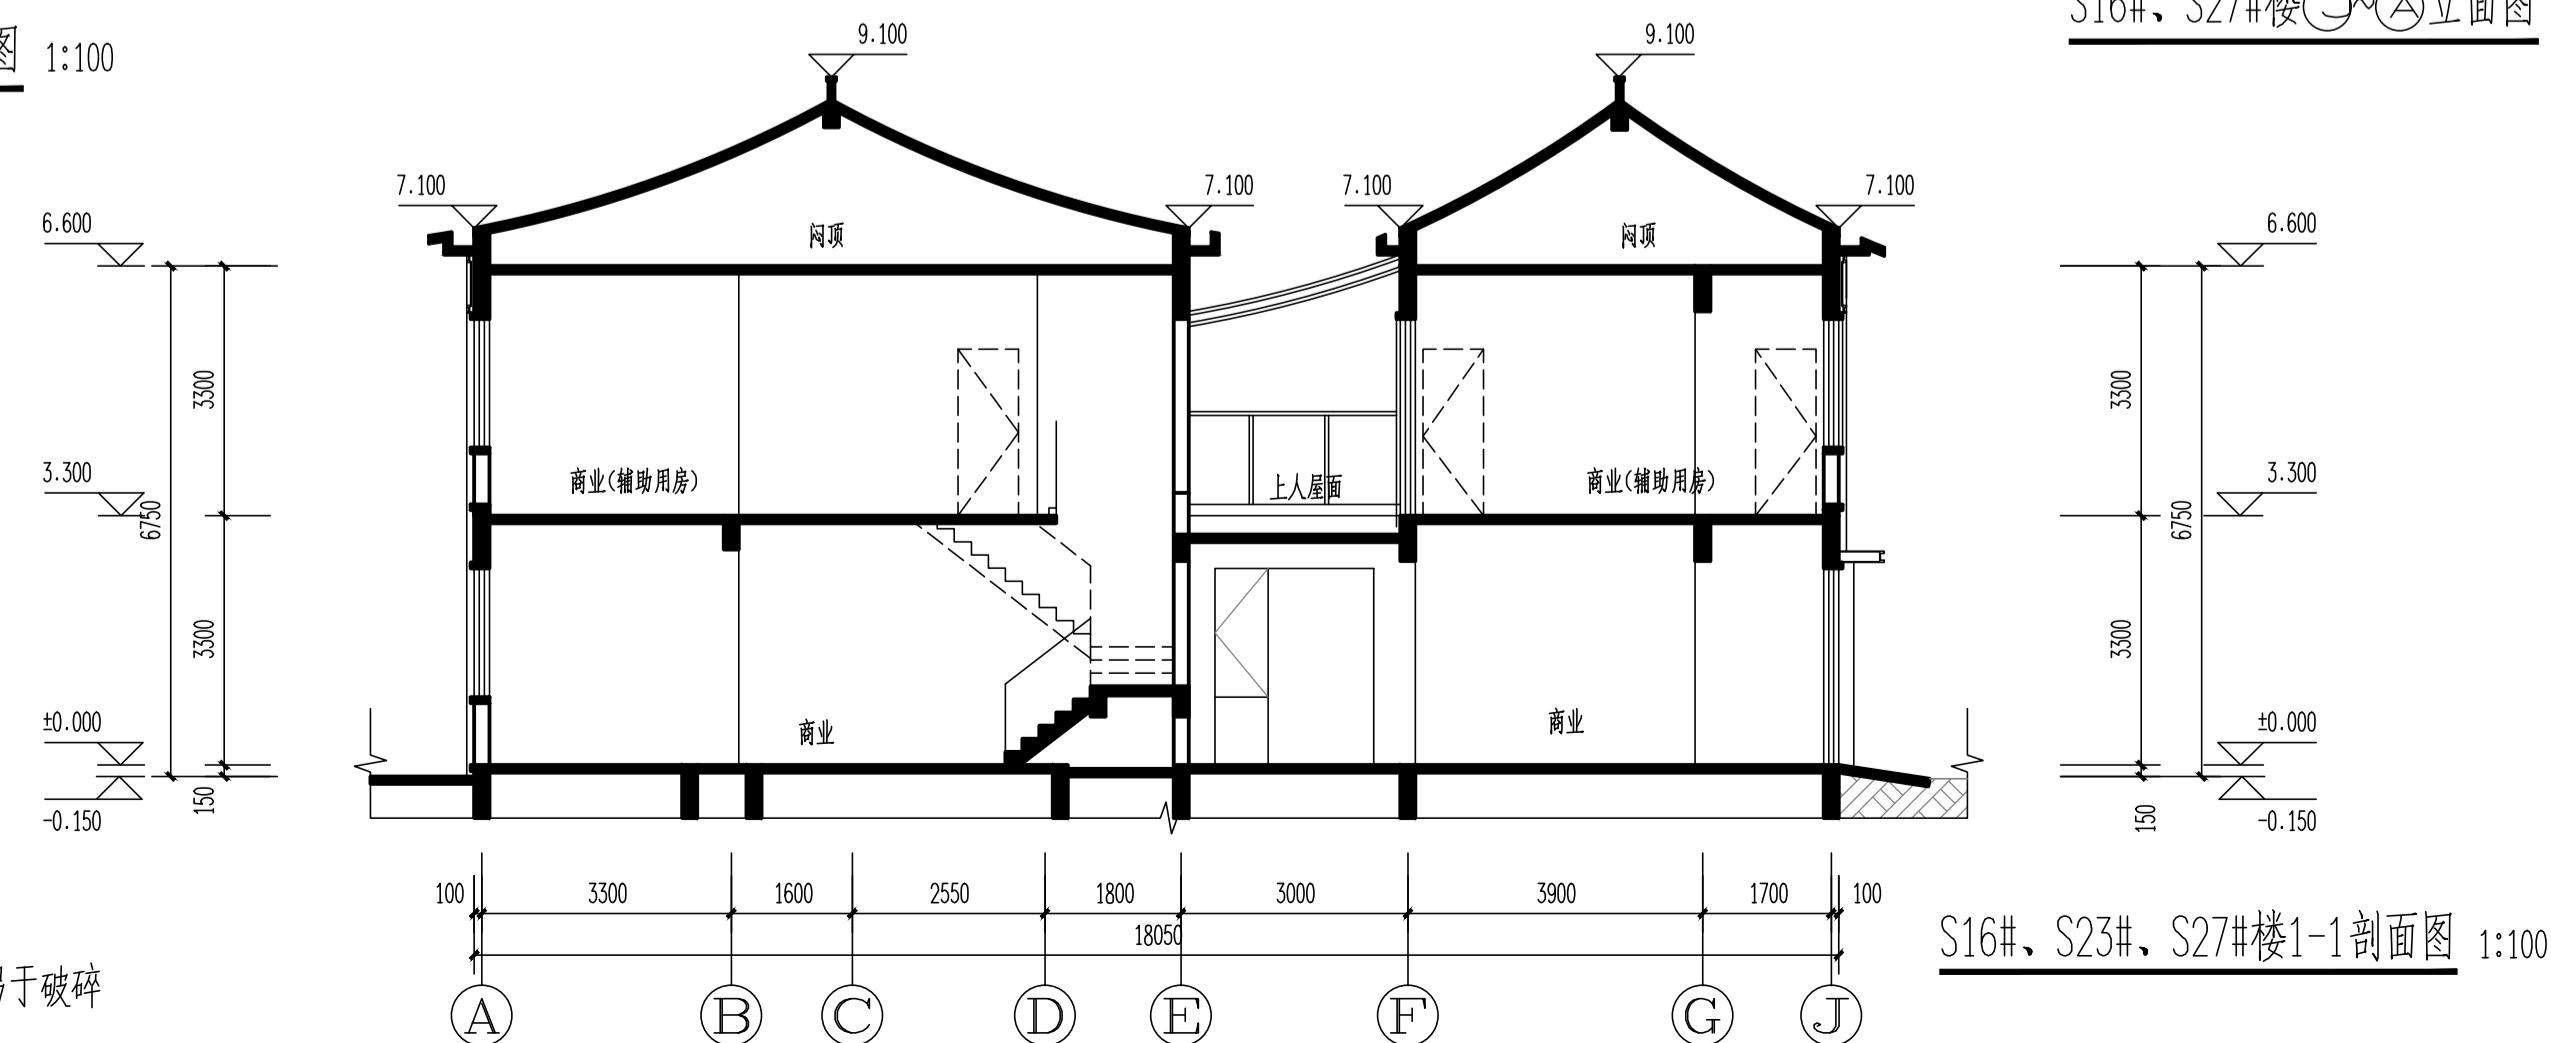 S16#、S27#楼J~A立面图
图 1:100
9.100 9.100
7.100 7.100 7.100 7.100
6.600 6.600
闷顶 闷顶
3300 3300
3.300 3.300
商业(辅助用房) 上人屋面 商业(辅助用房)
6750 6750
3300 3300
±0.000 ±0.000
商业 商业
150 150
-0.150 -0.150
100 3300 1600 2550 1800 3000 3900 1700 100
18050
S16#、S23#、S27#楼1-1剖面图 1:100
于破碎
A B C D E F G J